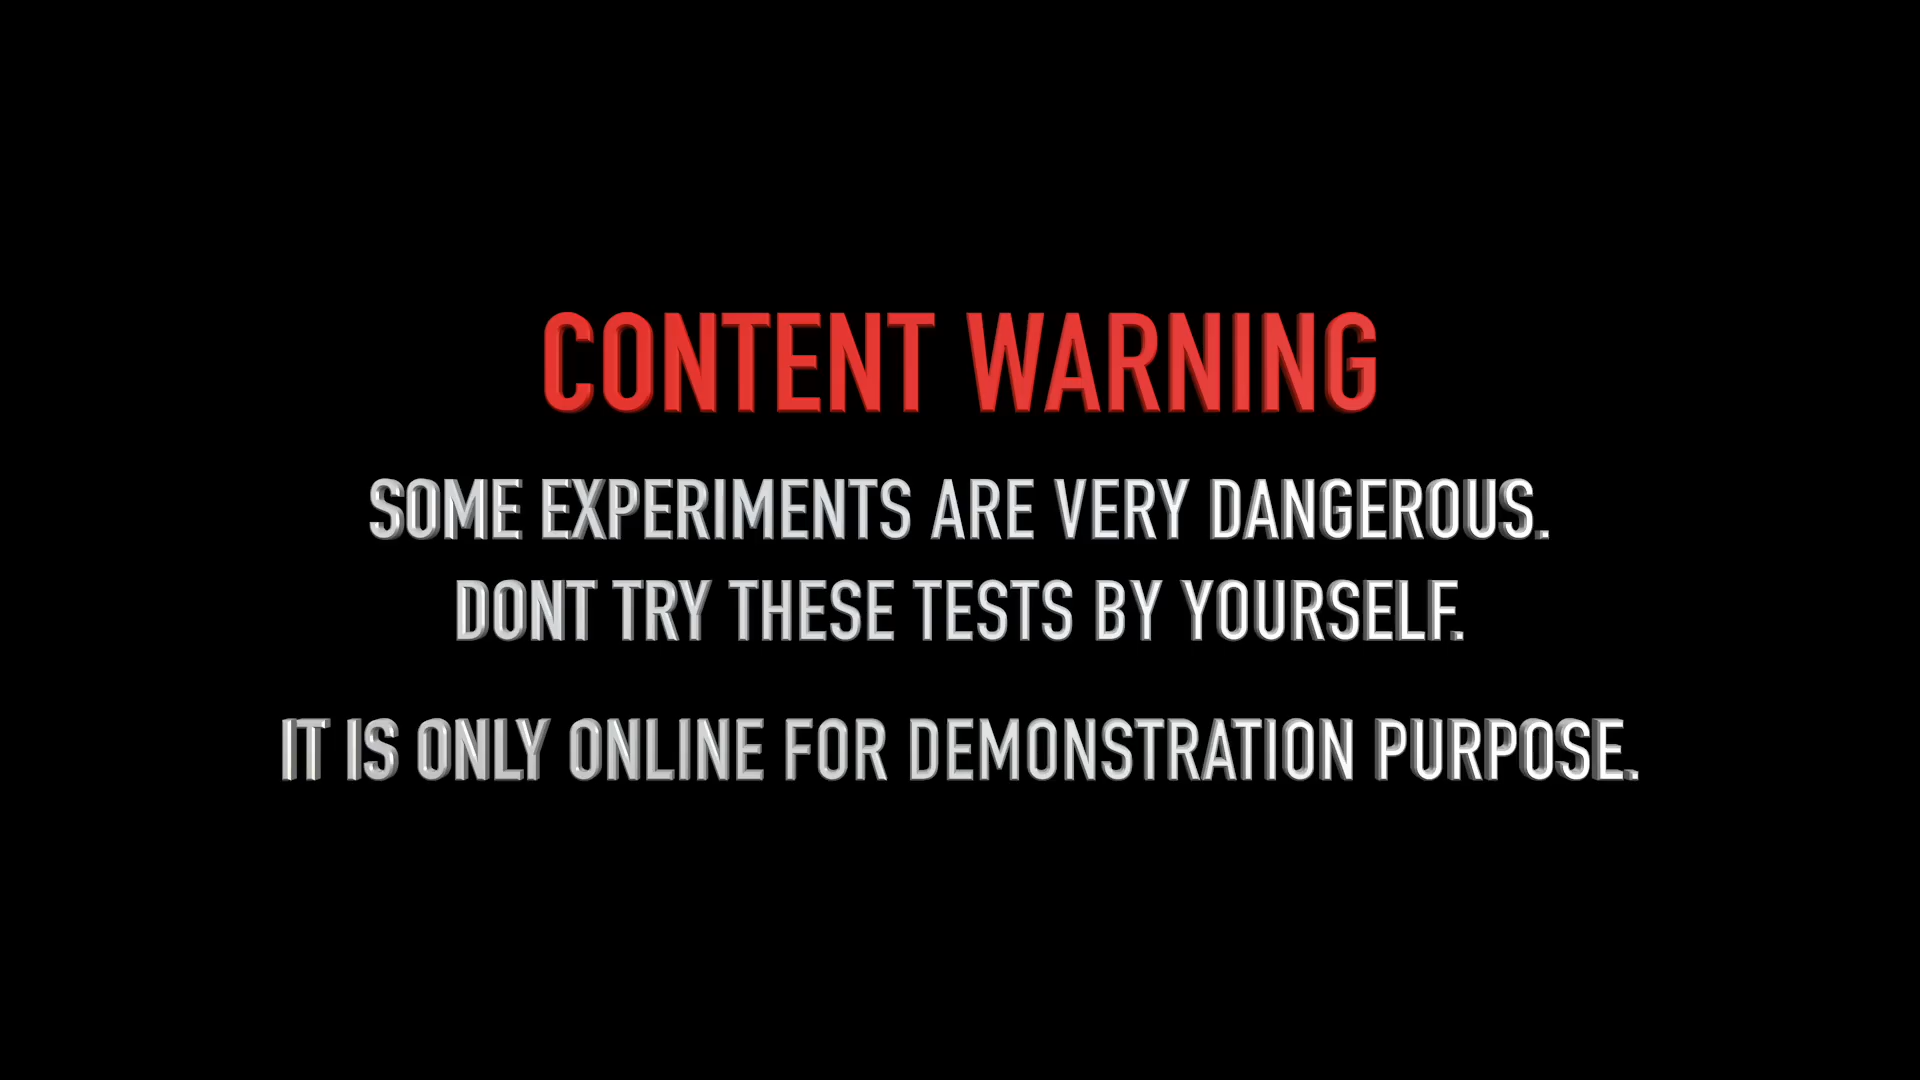 CONTENT WARNING
SOME EXPERIMENTS ARE VERY DANGEROUS.
DONT TRY THESE TESTS BY YOURSELF.
IT IS ONLY ONLINE FOR DEMONSTRATION PURPOSE.